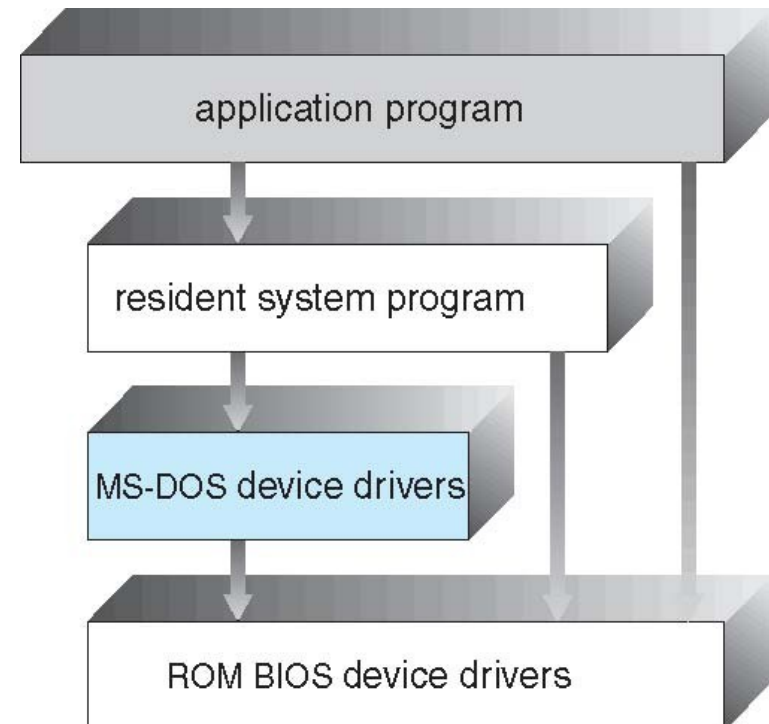 application program
resident system program
MS-DOS device drivers
ROM BIOS device drivers